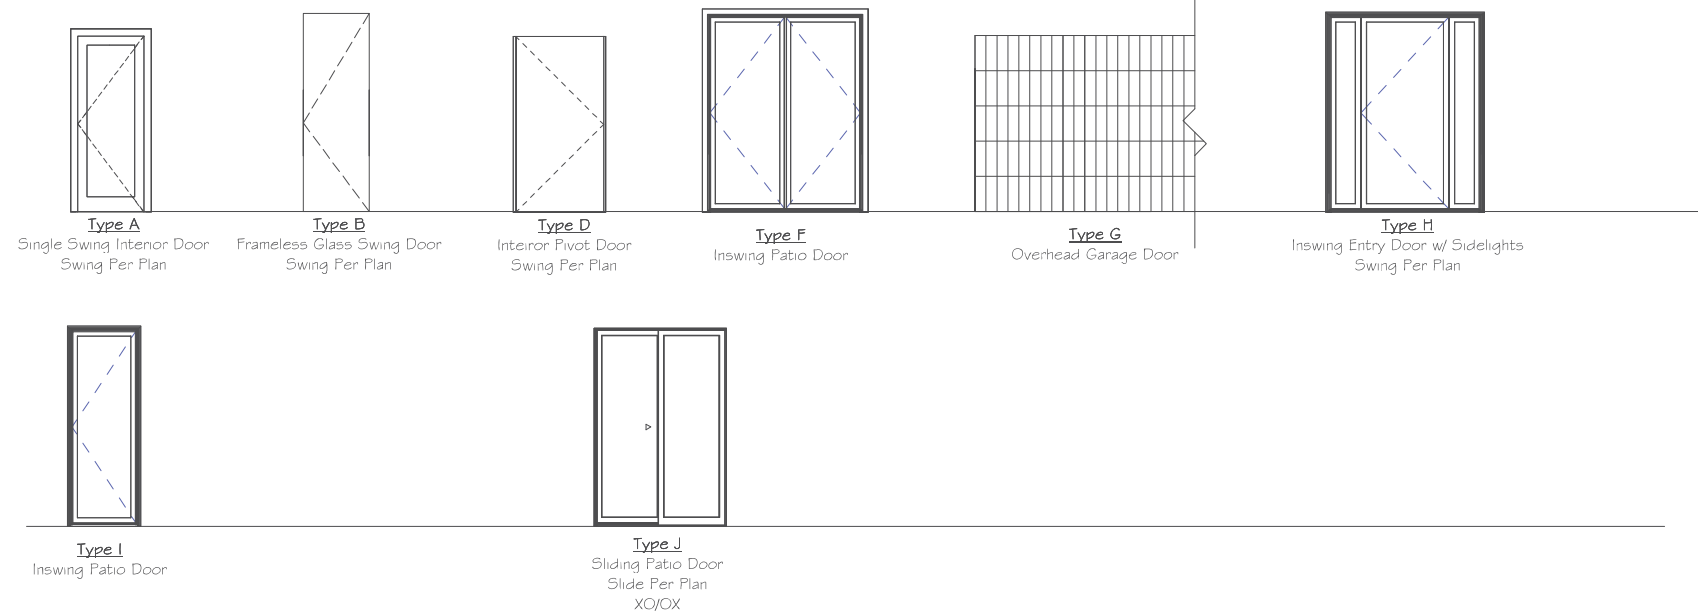 Type A
Single Swing Interior Door
Swing Per Plan
Type B
Frameless Glass Swing Door
Swing Per Plan
Type D
Inteiror Pivot Door
Swing Per Plan
Type F
Inswing Patio Door
Type G
Overhead Garage Door
Type H
Inswing Entry Door w/ Sidelights
Swing Per Plan
Type I
Inswing Patio Door
Type J
Sliding Patio Door
Slide Per Plan
XO/OX